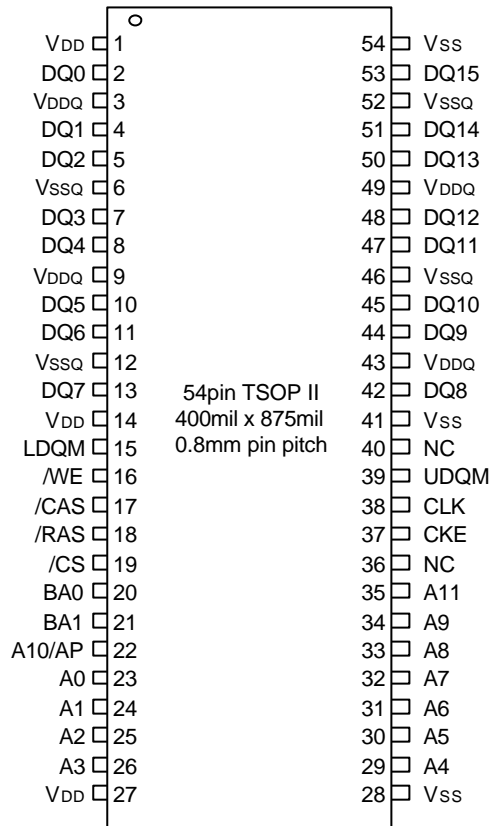 VDD 1 54 VSS
DQ0 2 53 DQ15
VDDQ 3 52 VSSQ
DQ1 4 51 DQ14
DQ2 5 50 DQ13
VSSQ 6 49 VDDQ
DQ3 7 48 DQ12
DQ4 8 47 DQ11
VDDQ 9 46 VSSQ
DQ5 10 45 DQ10
DQ6 11 44 DQ9
VSSQ 12 43 VDDQ
DQ7 13 54pin TSOP II 42 DQ8
VDD 14 400mil x 875mil 41 VSS
LDQM 15 0.8mm pin pitch 40 NC
/WE 16 39 UDQM
/CAS 17 38 CLK
/RAS 18 37 CKE
/CS 19 36 NC
BA0 20 35 A11
BA1 21 34 A9
A10/AP 22 33 A8
A0 23 32 A7
A1 24 31 A6
A2 25 30 A5
A3 26 29 A4
VDD 27 28 VSS